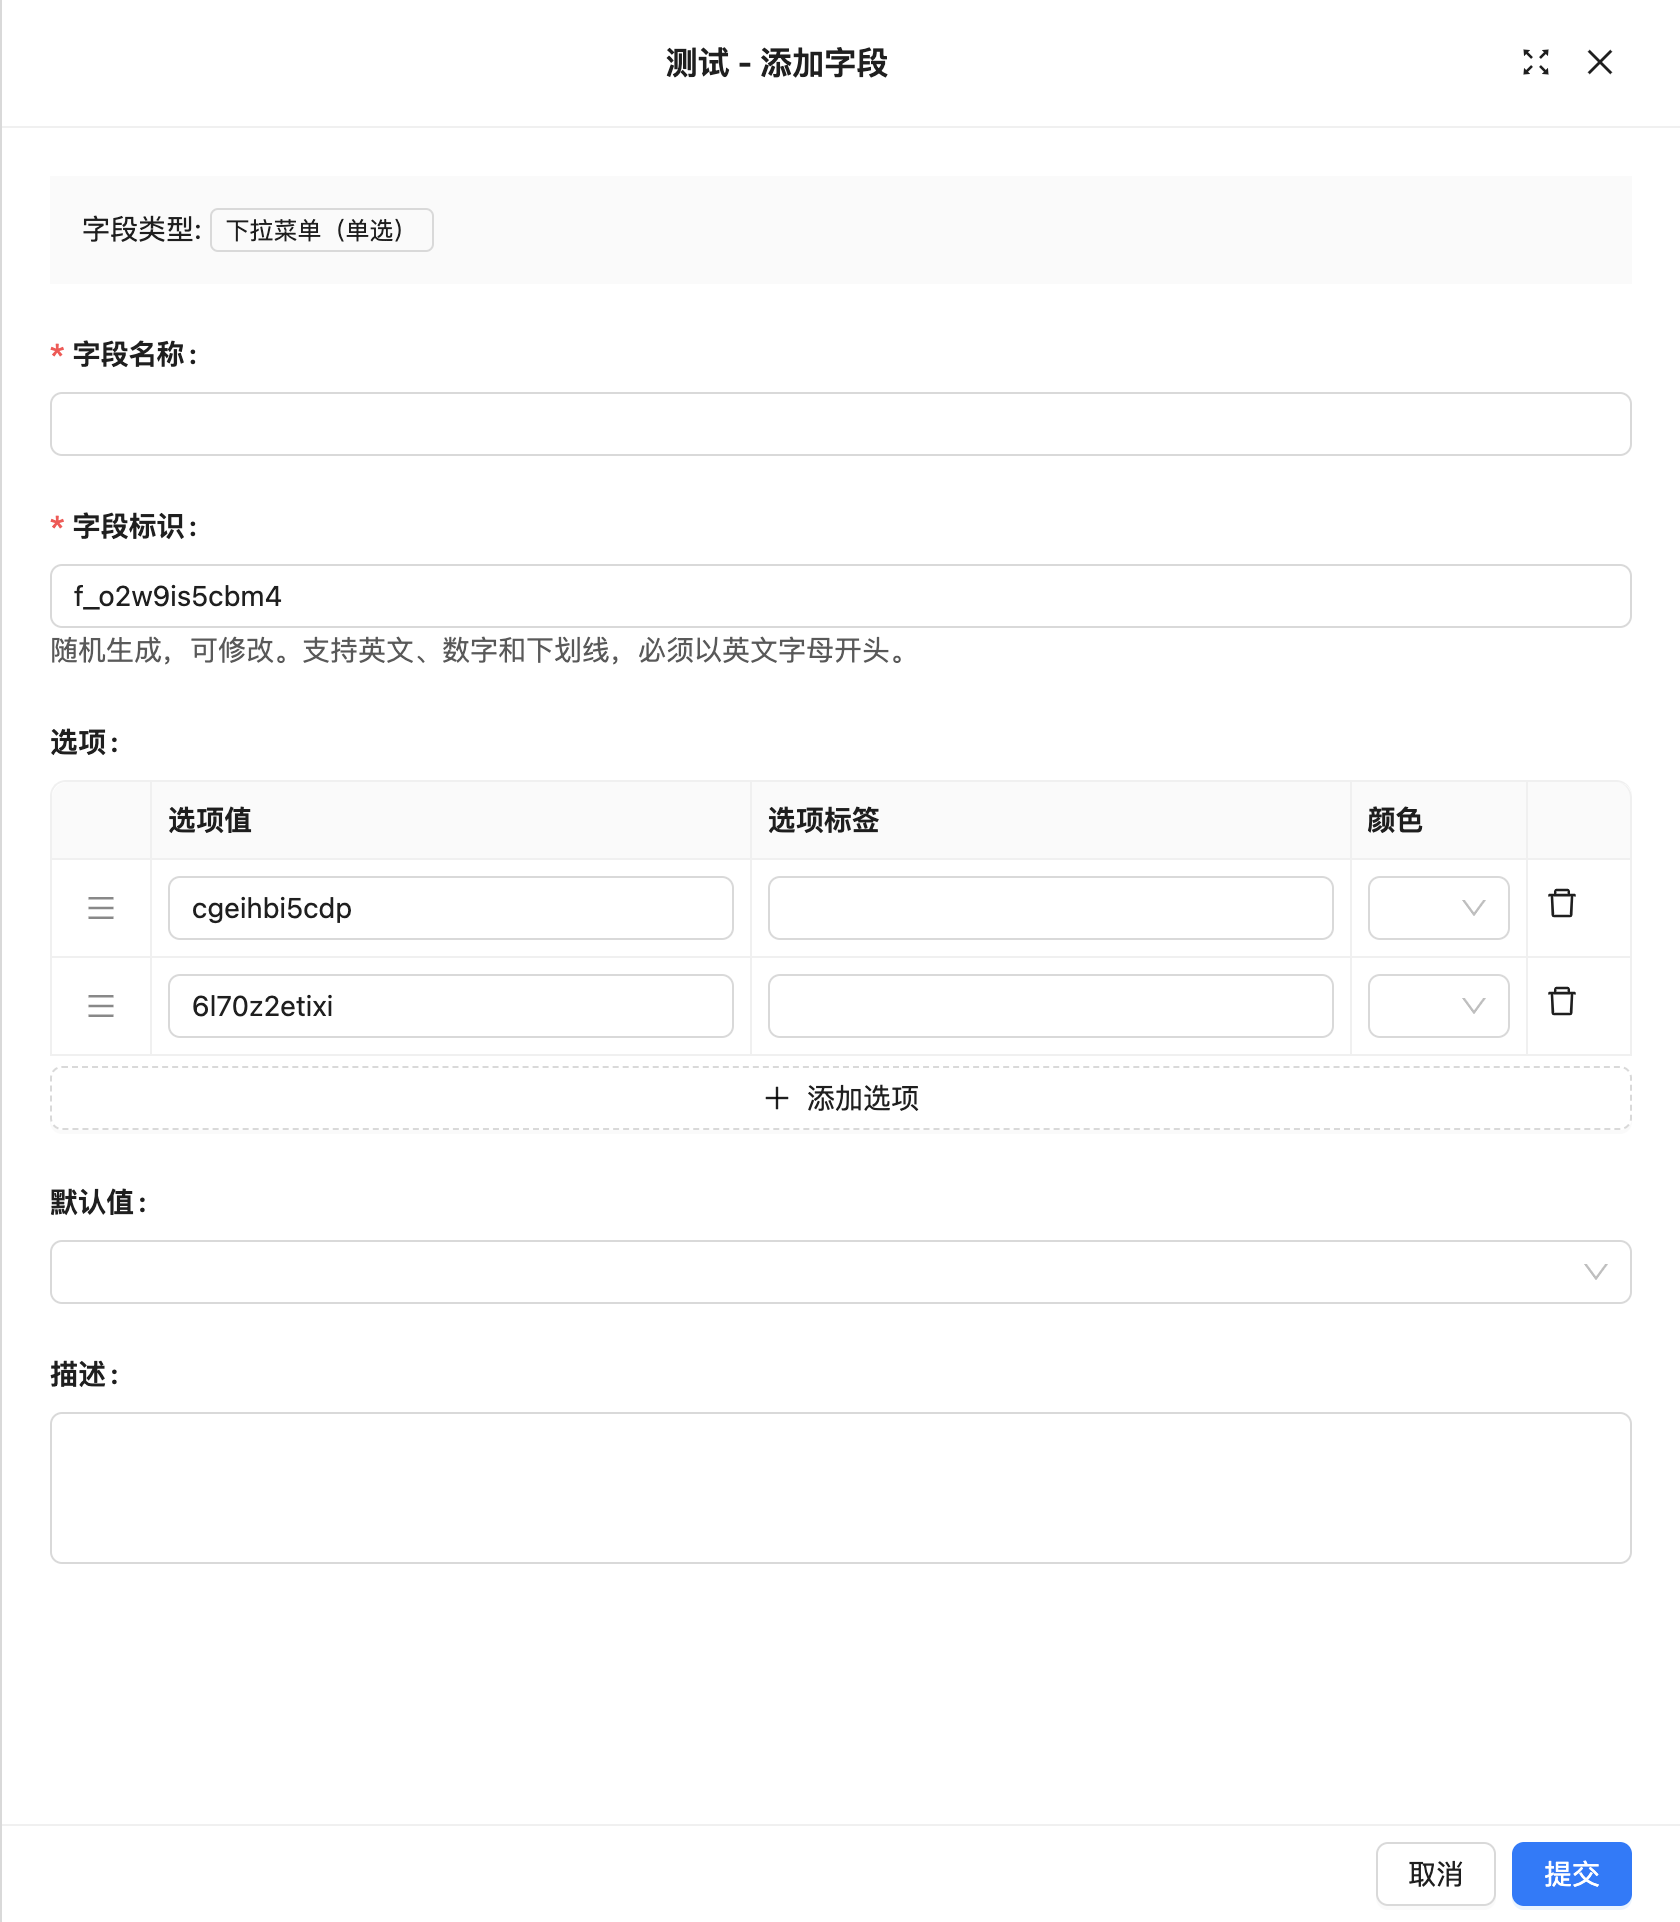 测试 - 添加字段
字段类型: 下拉菜单（单选）
* 字段名称:
* 字段标识:
f_o2w9is5cbm4
随机生成，可修改。支持英文、数字和下划线，必须以英文字母开头。
选项:
选项值 选项标签 颜色
cgeihbi5cdp
6l70z2etixi
添加选项
默认值:
描述:
取消 提交